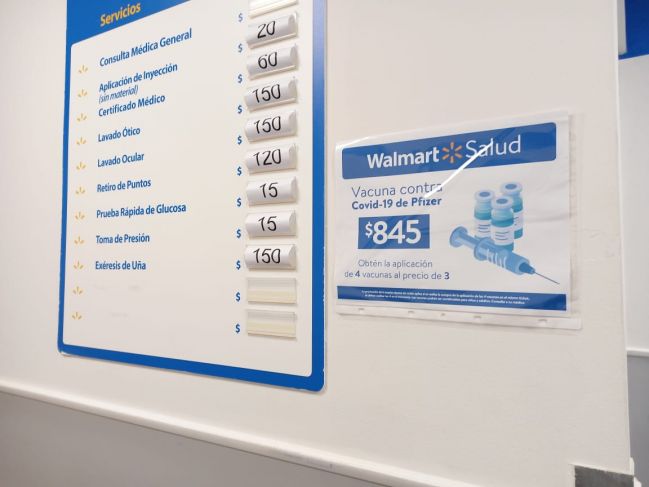 Servicios
Consulta Médica General $
Aplicación de Inyección $ 20
(sin material)
Certificado Médico $ 60
Lavado Ótico $ 150
Lavado Ocular $ 150
Retiro de Puntos $ 120
Prueba Rápida de Glucosa $ 15
Toma de Presión $ 15
Exéresis de Uña $ 150
$
$
Walmart Salud
Vacuna contra
Covid-19 de Pfizer
$845
Obtén la aplicación
de 4 vacunas al precio de 3